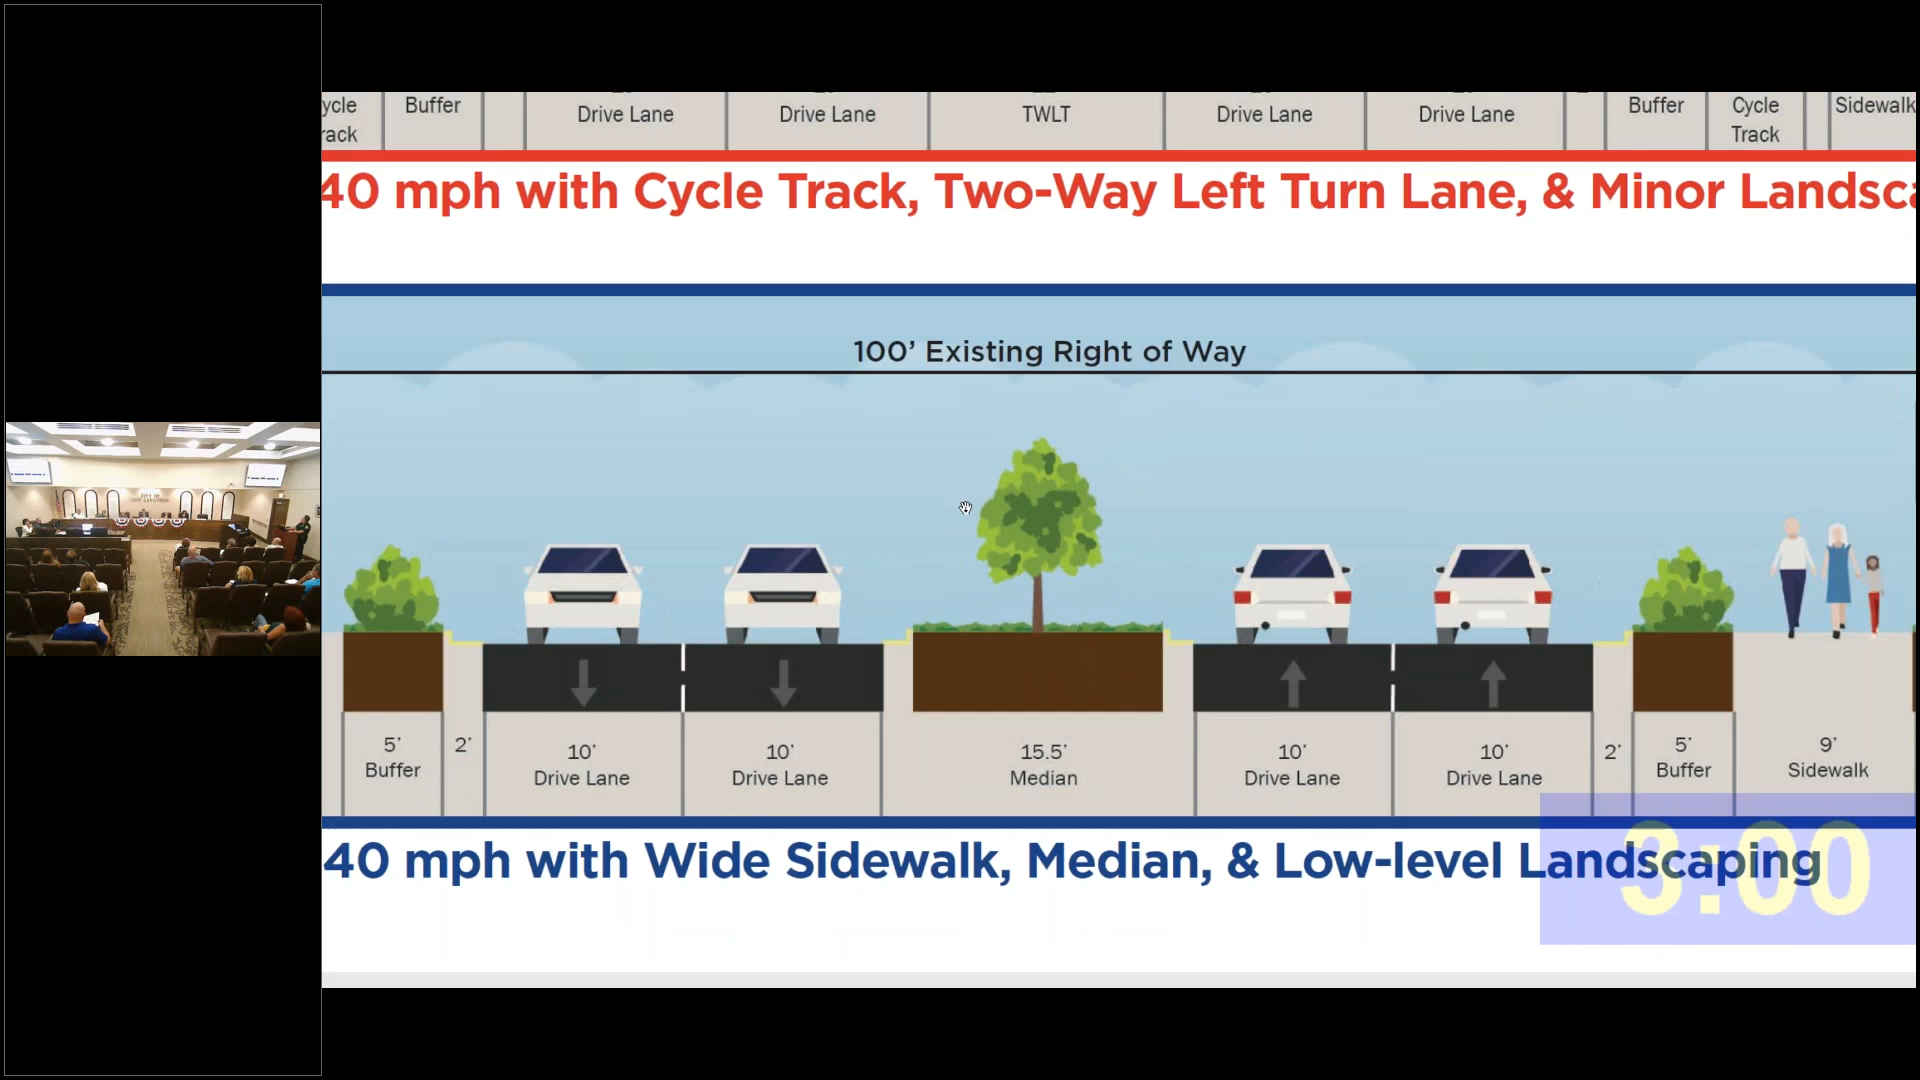 ycle
rack
Buffer
Drive Lane
Drive Lane
TWLT
Drive Lane
Drive Lane
Buffer
Cycle
Track
Sidewalk
40 mph with Cycle Track, Two-Way Left Turn Lane, & Minor Landsca
100’ Existing Right of Way
5’
Buffer
2’
10’
Drive Lane
10’
Drive Lane
15.5’
Median
10’
Drive Lane
10’
Drive Lane
2’
5’
Buffer
9’
Sidewalk
40 mph with Wide Sidewalk, Median, & Low-level Landscaping
3:00